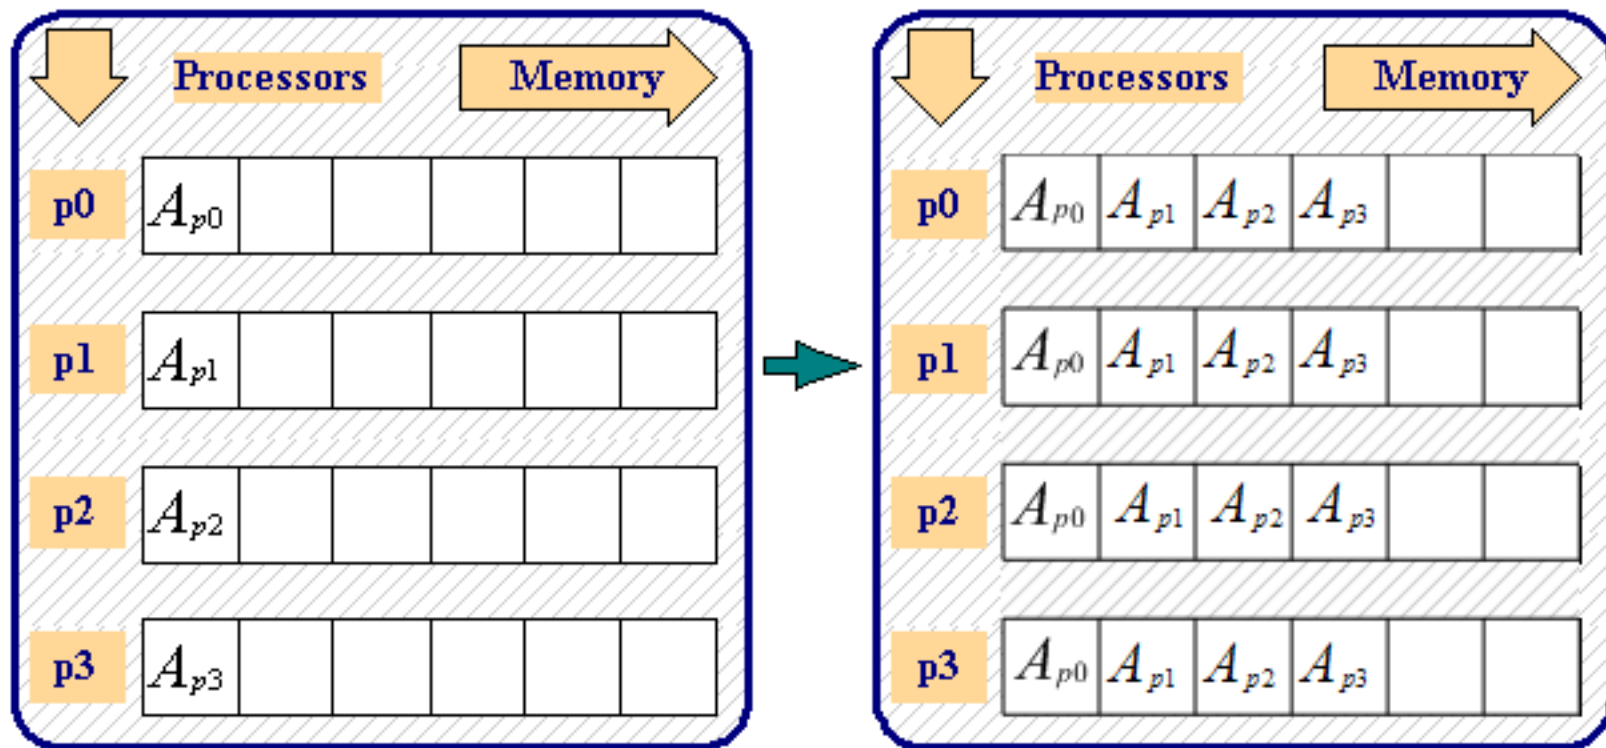 Processors Memory
p0 A p0
p1 A p1
p2 A p2
p3 A p3
Processors Memory
p0 A p0 A p1 A p2 A p3
p1 A p0 A p1 A p2 A p3
p2 A p0 A p1 A p2 A p3
p3 A p0 A p1 A p2 A p3